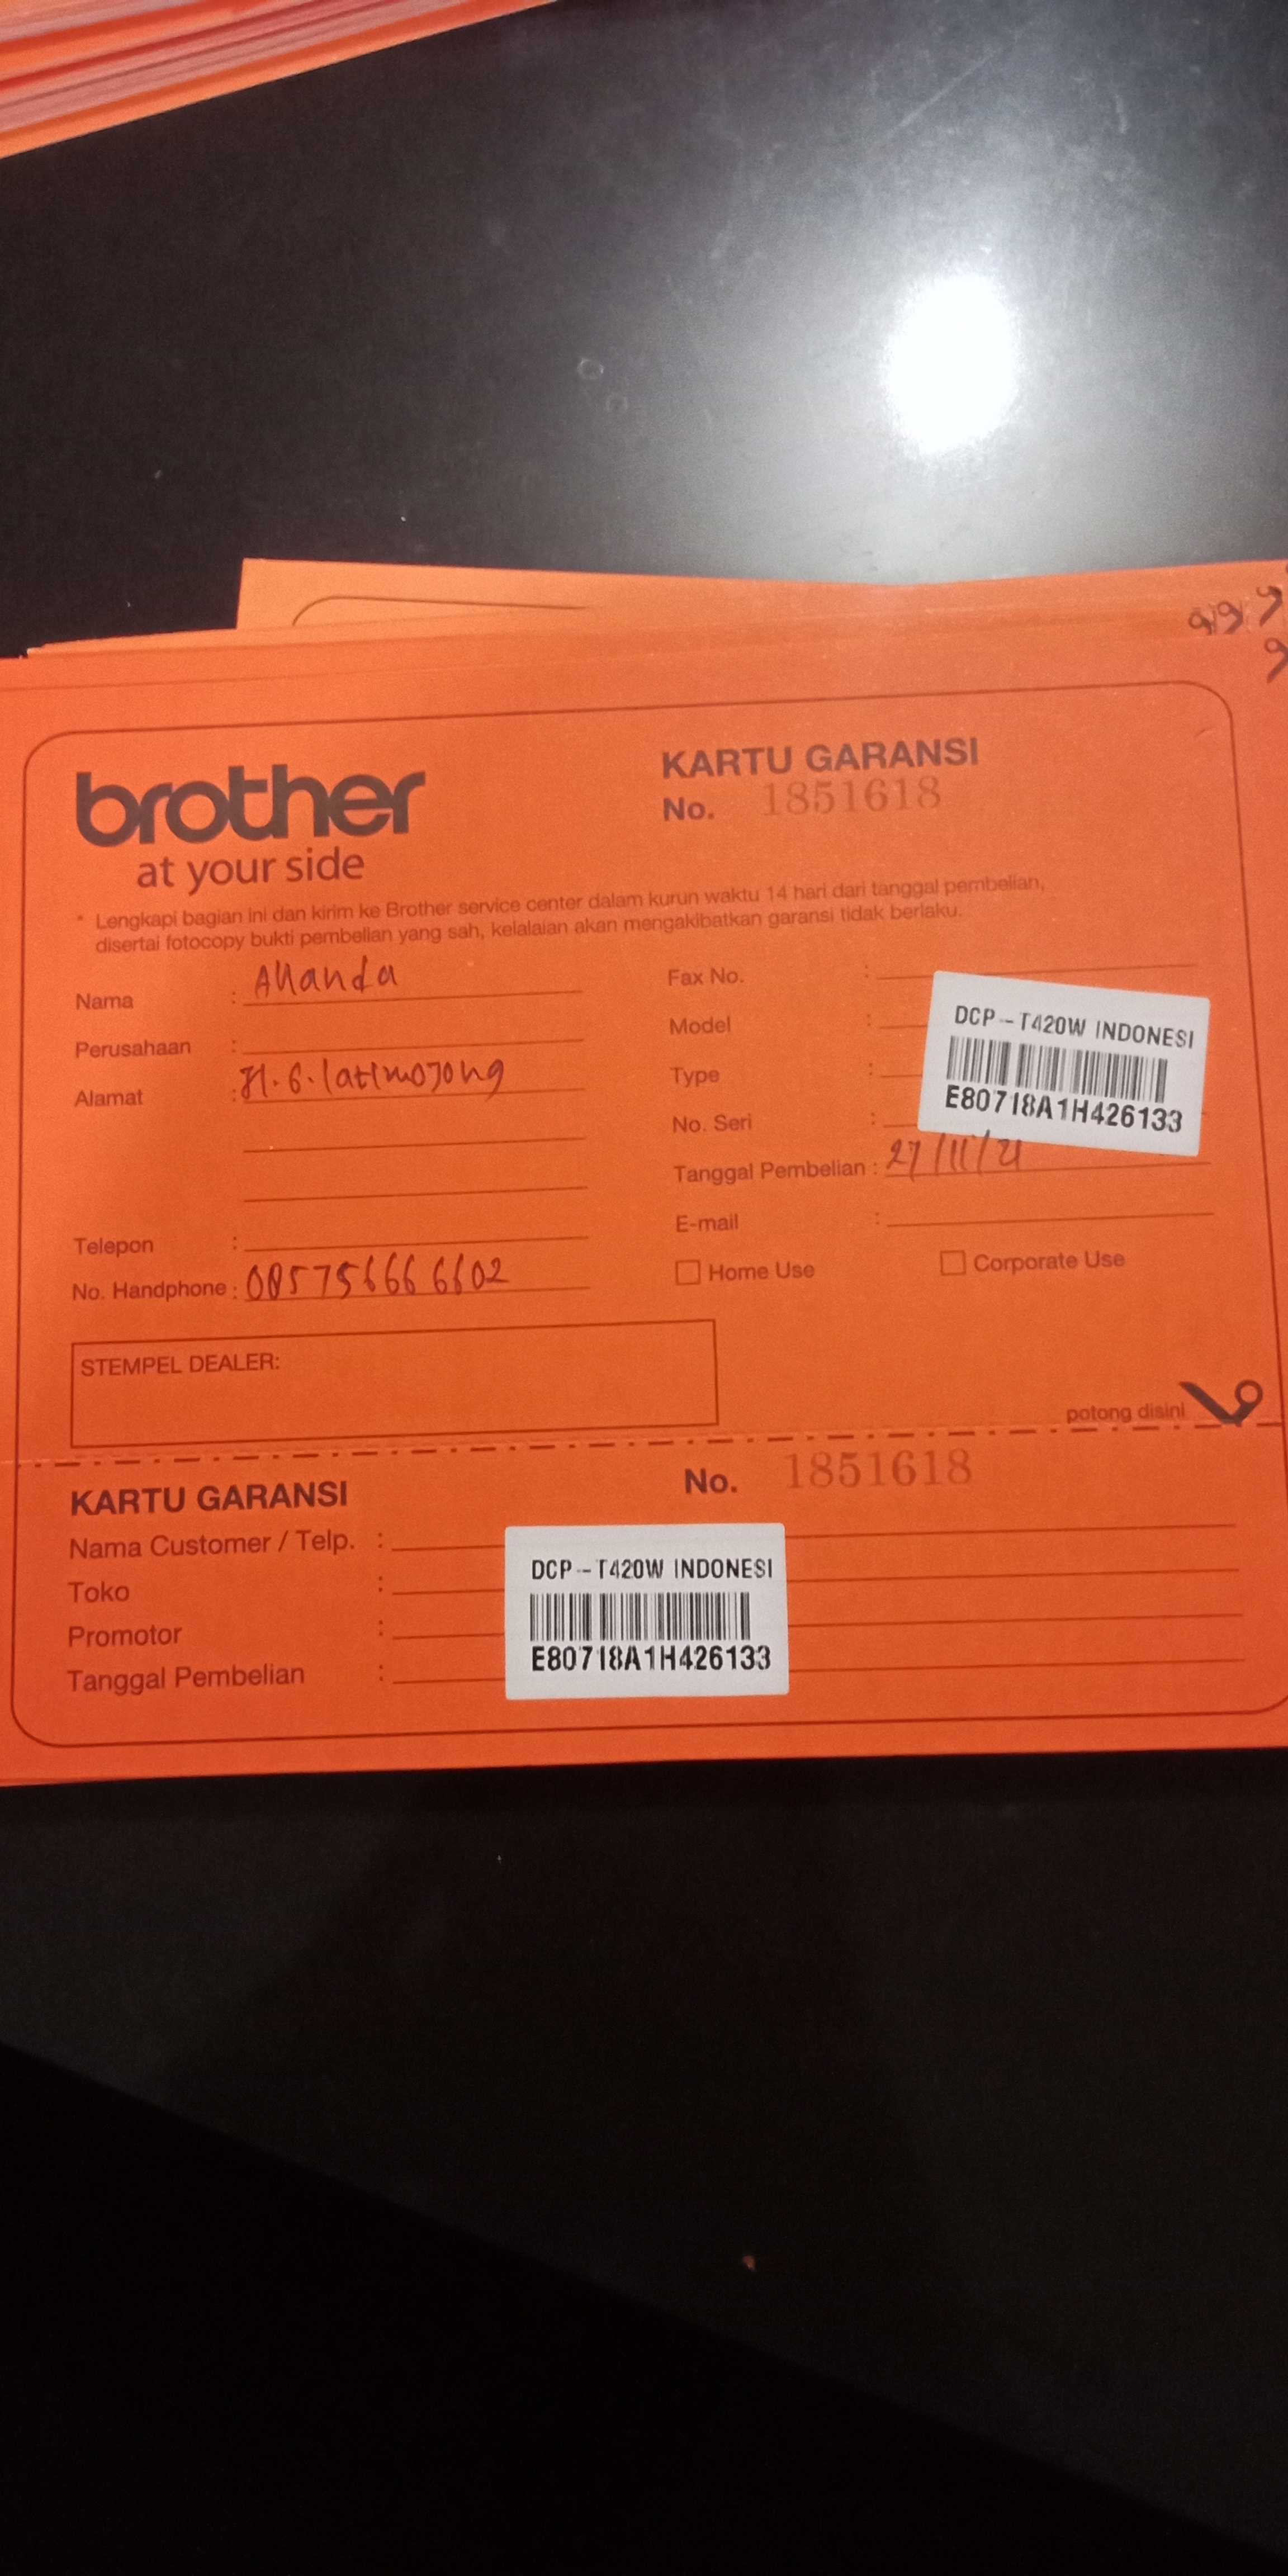 brother
at your side
KARTU GARANSI
No. 1851618
* Lengkapi bagian ini dan kirim ke Brother service center dalam kurun waktu 14 hari dari tanggal pembelian,
disertai fotocopy bukti pembelian yang sah, kelalaian akan mengakibatkan garansi tidak berlaku.
Nama : Ananda
Perusahaan :
Alamat : Jl. G. latimojong
Telepon :
No. Handphone : 085756666602
Fax No. :
Model :
Type :
No. Seri :
DCP-T420W INDONESI
E80718A1H426133
Tanggal Pembelian : 27/11/21
E-mail :
Home Use
Corporate Use
STEMPEL DEALER:
potong disini
KARTU GARANSI
No. 1851618
Nama Customer / Telp. :
Toko :
Promotor :
Tanggal Pembelian :
DCP-T420W INDONESI
E80718A1H426133